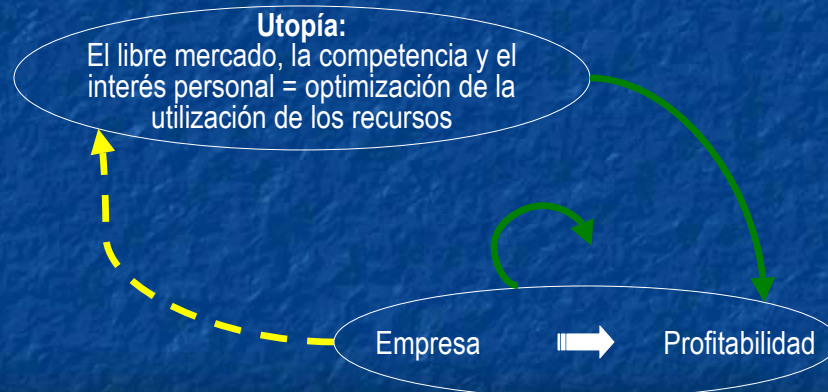 Utopía:
El libre mercado, la competencia y el
interés personal = optimización de la
utilización de los recursos
Empresa
Profitabilidad